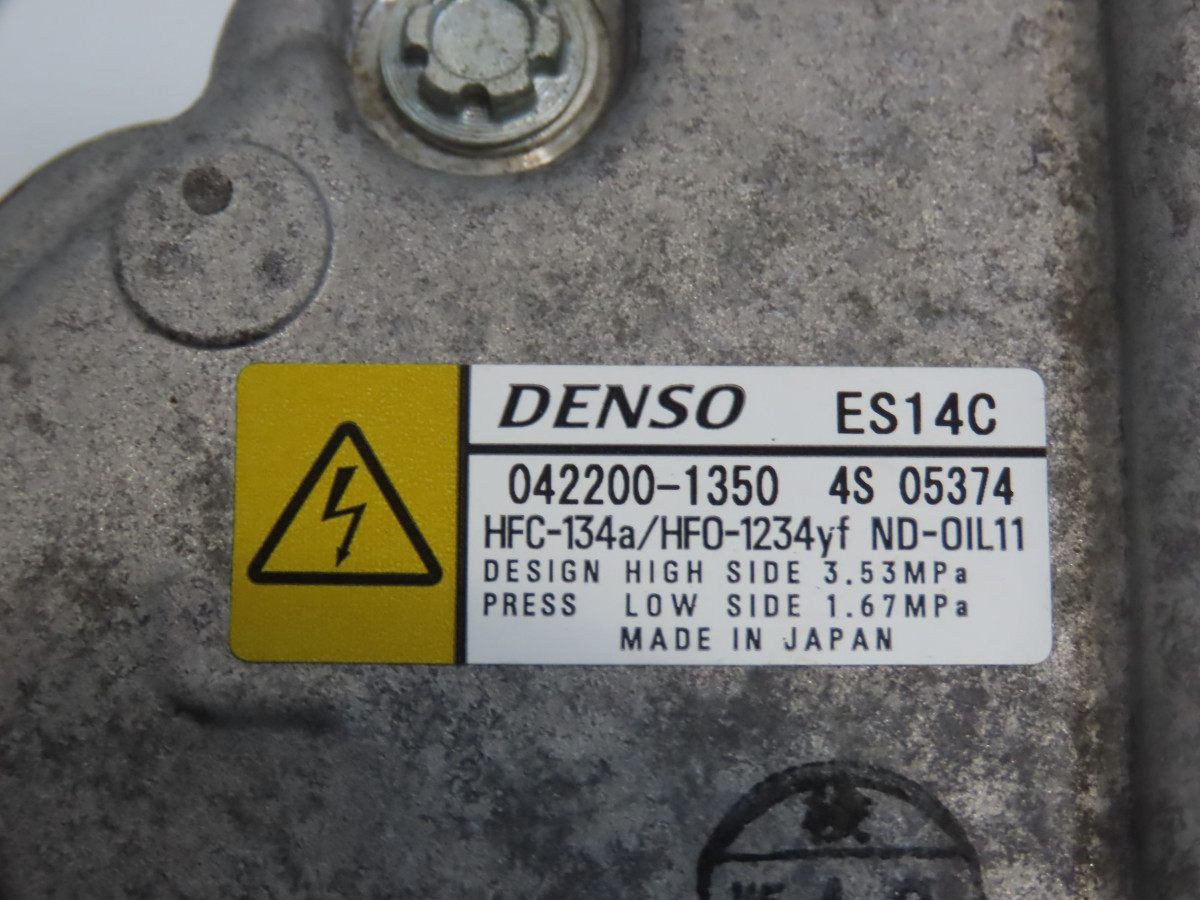 DENSO ES14C
042200-1350 4S 05374
HFC-134a/HFO-1234yf ND-OIL11
DESIGN HIGH SIDE 3.53MPa
PRESS LOW SIDE 1.67MPa
MADE IN JAPAN